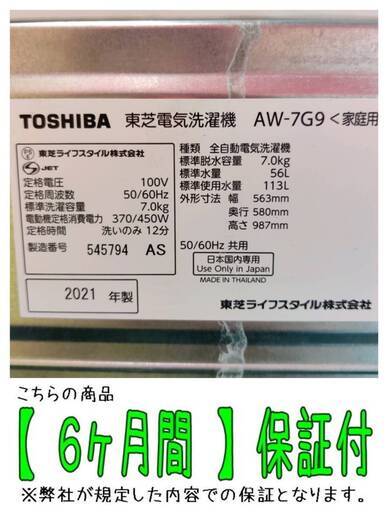 TOSHIBA 東芝電気洗濯機 AW-7G9<家庭用
東芝ライフスタイル株式会社
JET
定格電圧 100V
定格周波数 50/60Hz
標準洗濯容量 7.0kg
電動機定格消費電力 370/450W
定格時間 洗いのみ 12分
製造番号 545794 AS
2021 年製
種類 全自動電気洗濯機
標準脱水容量 7.0kg
標準水量 56L
標準使用水量 113L
外形寸法 幅 563mm
奥行 580mm
高さ 987mm
50/60Hz 共用
日本国内専用
Use Only in Japan
MADE IN THAILAND
東芝ライフスタイル株式会社
こちらの商品
【 6ヶ月間 】保証付
※弊社が規定した内容での保証となります。